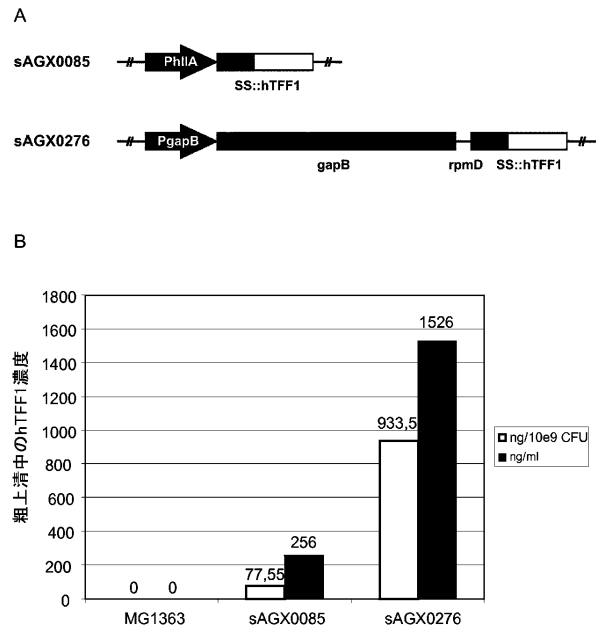 A
sAGX0085
PhllA
SS::hTFF1
sAGX0276
PgapB
gapB
rpmD
SS::hTFF1
B
粗上清中のhTFF1濃度
1800
1600
1400
1200
1000
800
600
400
200
0
0
0
77,55
256
933,5
1526
MG1363
sAGX0085
sAGX0276
ng/10e9 CFU
ng/ml